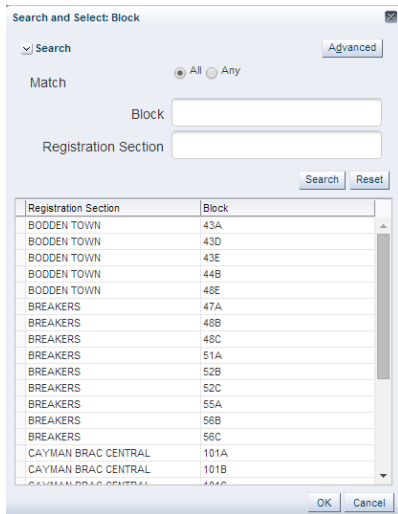 Search and Select: Block
Search
Advanced
Match
All Any
Block
Registration Section
Search Reset
Registration Section Block
BODDEN TOWN 43A
BODDEN TOWN 43D
BODDEN TOWN 43E
BODDEN TOWN 44B
BODDEN TOWN 48E
BREAKERS 47A
BREAKERS 48B
BREAKERS 48C
BREAKERS 51A
BREAKERS 52B
BREAKERS 52C
BREAKERS 55A
BREAKERS 56B
BREAKERS 56C
CAYMAN BRAC CENTRAL 101A
CAYMAN BRAC CENTRAL 101B
CAYMAN BRAC CENTRAL
OK Cancel